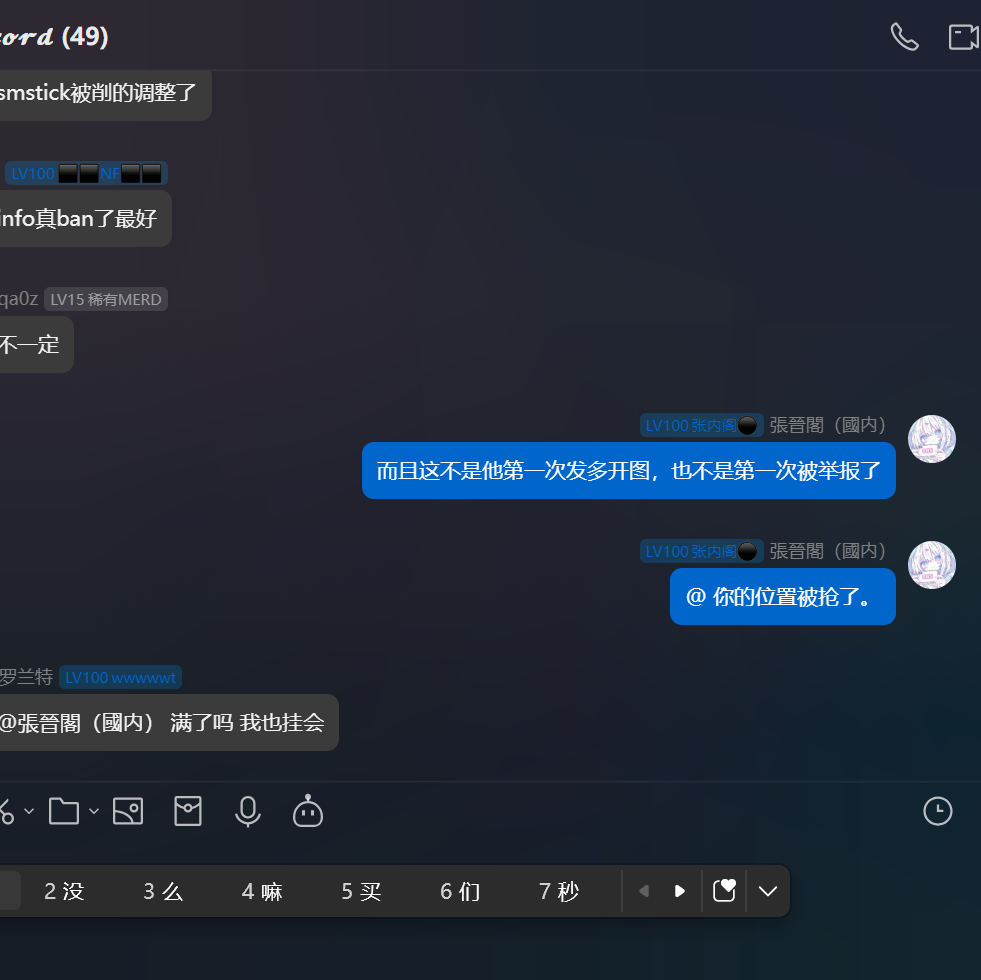 cord (49)
smstick被削的调整了
LV100⬛⬛NF⬛⬛
info真ban了最好
qa0z LV15 稀有MERD
不一定
LV100 张内阁⚫ 張晉閣（國内）
而且这不是他第一次发多开图，也不是第一次被举报了
LV100 张内阁⚫ 張晉閣（國内）
@ 你的位置被抢了。
罗兰特 LV100 wwwwwt
@張晉閣（國内） 满了吗 我也挂会
2 没 3 么 4 嘛 5 买 6 们 7 秒